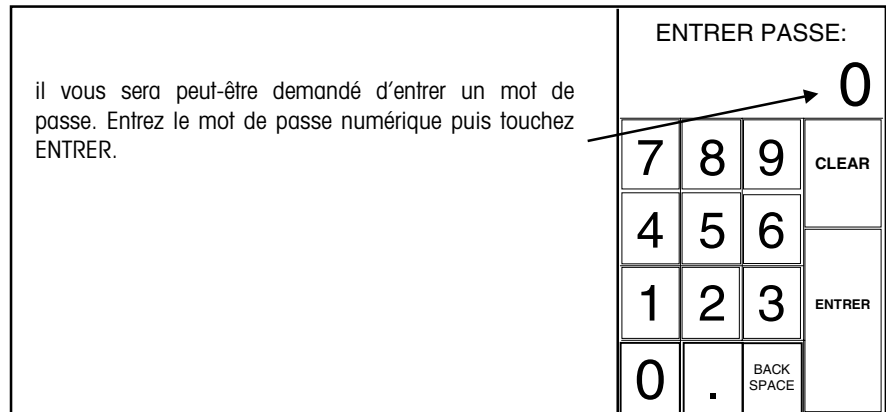 il vous sera peut-être demandé d’entrer un mot de
passe. Entrez le mot de passe numérique puis touchez
ENTRER.
ENTRER PASSE:
0
7 8 9 CLEAR
4 5 6
1 2 3 ENTRER
0 . BACK
SPACE